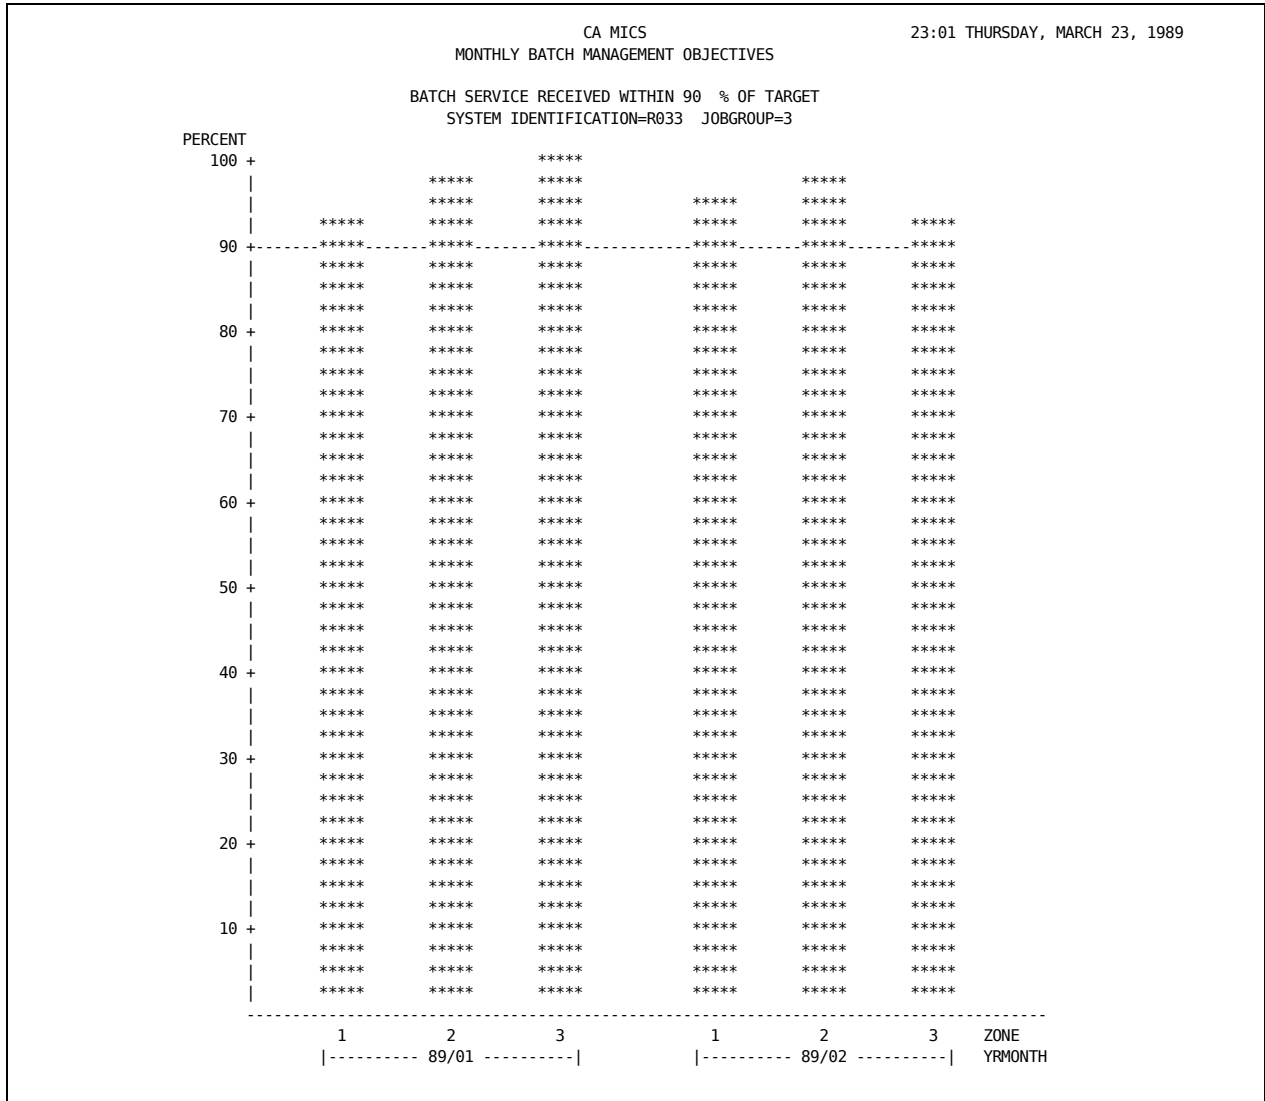 CA MICS 23:01 THURSDAY, MARCH 23, 1989
MONTHLY BATCH MANAGEMENT OBJECTIVES
BATCH SERVICE RECEIVED WITHIN 90 % OF TARGET
SYSTEM IDENTIFICATION=R033 JOBGROUP=3
PERCENT
100 + *****
| ***** ***** *****
| ***** ***** ***** *****
| ***** ***** ***** ***** ***** *****
90 +-------*****-------*****-------*****------------*****-------*****-------*****
| ***** ***** ***** ***** ***** *****
| ***** ***** ***** ***** ***** *****
| ***** ***** ***** ***** ***** *****
80 + ***** ***** ***** ***** ***** *****
| ***** ***** ***** ***** ***** *****
| ***** ***** ***** ***** ***** *****
| ***** ***** ***** ***** ***** *****
70 + ***** ***** ***** ***** ***** *****
| ***** ***** ***** ***** ***** *****
| ***** ***** ***** ***** ***** *****
| ***** ***** ***** ***** ***** *****
60 + ***** ***** ***** ***** ***** *****
| ***** ***** ***** ***** ***** *****
| ***** ***** ***** ***** ***** *****
| ***** ***** ***** ***** ***** *****
50 + ***** ***** ***** ***** ***** *****
| ***** ***** ***** ***** ***** *****
| ***** ***** ***** ***** ***** *****
| ***** ***** ***** ***** ***** *****
40 + ***** ***** ***** ***** ***** *****
| ***** ***** ***** ***** ***** *****
| ***** ***** ***** ***** ***** *****
| ***** ***** ***** ***** ***** *****
30 + ***** ***** ***** ***** ***** *****
| ***** ***** ***** ***** ***** *****
| ***** ***** ***** ***** ***** *****
| ***** ***** ***** ***** ***** *****
20 + ***** ***** ***** ***** ***** *****
| ***** ***** ***** ***** ***** *****
| ***** ***** ***** ***** ***** *****
| ***** ***** ***** ***** ***** *****
10 + ***** ***** ***** ***** ***** *****
| ***** ***** ***** ***** ***** *****
| ***** ***** ***** ***** ***** *****
| ***** ***** ***** ***** ***** *****
----------------------------------------------------------------------------------------
1 2 3 1 2 3 ZONE
|---------- 89/01 ----------| |---------- 89/02 ----------| YRMONTH